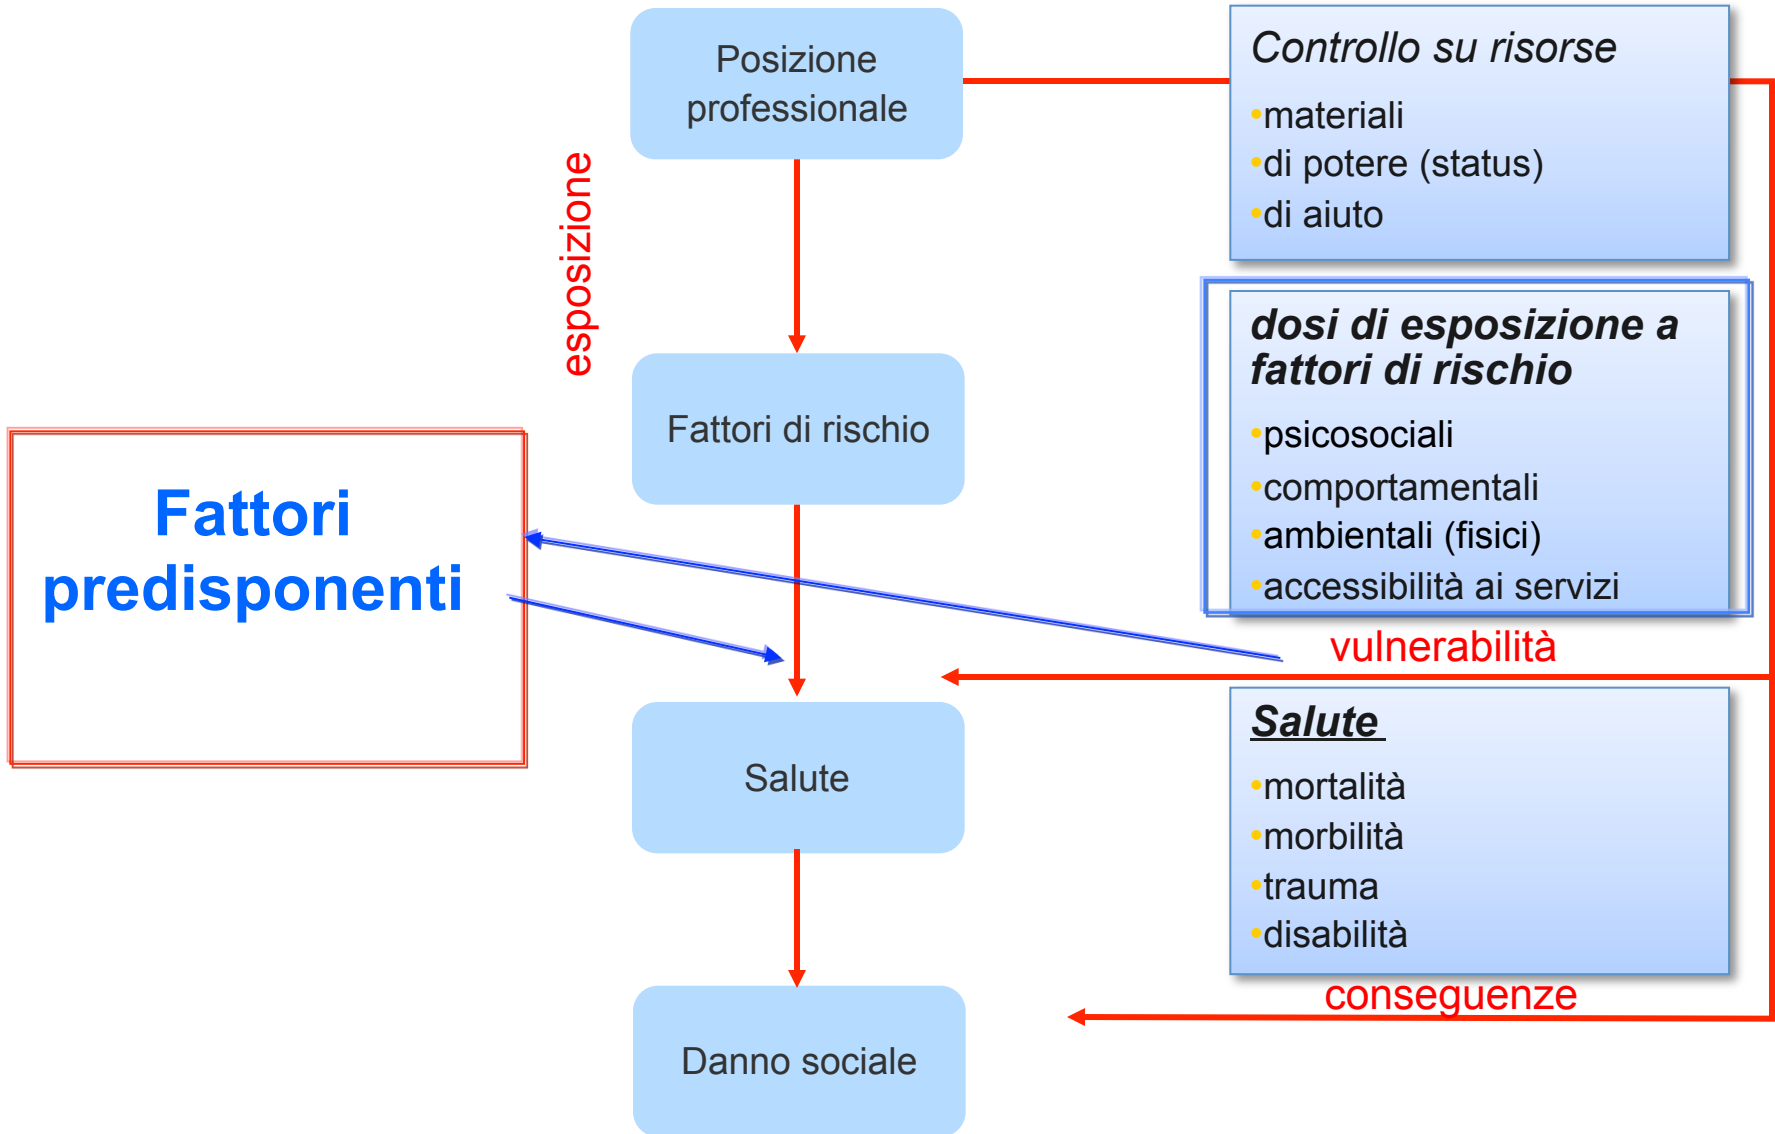 Posizione
professionale
Controllo su risorse
•materiali
•di potere (status)
•di aiuto
esposizione
dosi di esposizione a
fattori di rischio
•psicosociali
•comportamentali
•ambientali (fisici)
•accessibilità ai servizi
Fattori di rischio
Fattori
predisponenti
vulnerabilità
Salute
Salute
•mortalità
•morbilità
•trauma
•disabilità
conseguenze
Danno sociale